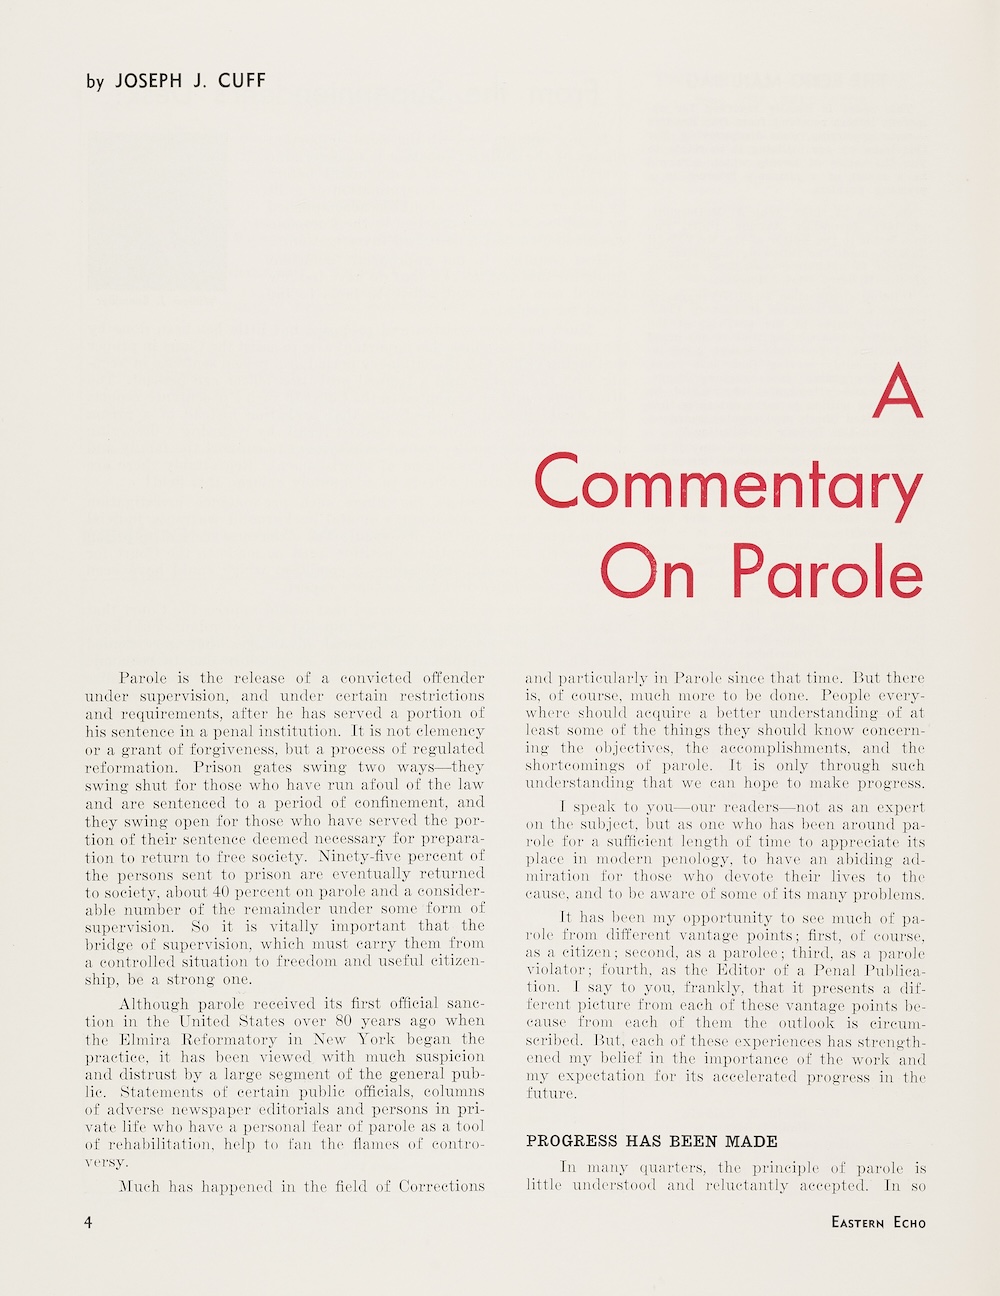 by JOSEPH J. CUFF
A
Commentary
On Parole
Parole is the release of a convicted offender
under supervision, and under certain restrictions
and requirements, after he has served a portion of
his sentence in a penal institution. It is not clemency
or a grant of forgiveness, but a process of regulated
reformation. Prison gates swing two ways—they
swing shut for those who have run afoul of the law
and are sentenced to a period of confinement, and
they swing open for those who have served the por-
tion of their sentence deemed necessary for prepara-
tion to return to free society. Ninety-five percent of
the persons sent to prison are eventually returned
to society, about 40 percent on parole and a consider-
able number of the remainder under some form of
supervision. So it is vitally important that the
bridge of supervision, which must carry them from
a controlled situation to freedom and useful citizen-
ship, be a strong one.
Although parole received its first official sanc-
tion in the United States over 80 years ago when
the Elmira Reformatory in New York began the
practice, it has been viewed with much suspicion
and distrust by a large segment of the general pub-
lic. Statements of certain public officials, columns
of adverse newspaper editorials and persons in pri-
vate life who have a personal fear of parole as a tool
of rehabilitation, help to fan the flames of contro-
versy.
Much has happened in the field of Corrections
and particularly in Parole since that time. But there
is, of course, much more to be done. People every-
where should acquire a better understanding of at
least some of the things they should know concern-
ing the objectives, the accomplishments, and the
shortcomings of parole. It is only through such
understanding that we can hope to make progress.
I speak to you—our readers—not as an expert
on the subject, but as one who has been around pa-
role for a sufficient length of time to appreciate its
place in modern penology, to have an abiding ad-
miration for those who devote their lives to the
cause, and to be aware of some of its many problems.
It has been my opportunity to see much of pa-
role from different vantage points; first, of course,
as a citizen; second, as a parolee; third, as a parole
violator; fourth, as the Editor of a Penal Publica-
tion. I say to you, frankly, that it presents a dif-
ferent picture from each of these vantage points be-
cause from each of them the outlook is circum-
scribed. But, each of these experiences has strength-
ened my belief in the importance of the work and
my expectation for its accelerated progress in the
future.
PROGRESS HAS BEEN MADE
In many quarters, the principle of parole is
little understood and reluctantly accepted. In so
4
EASTERN ECHO